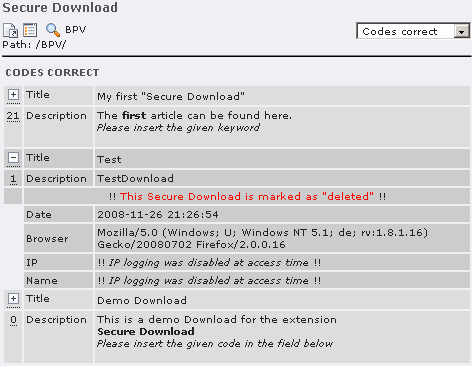 Secure Download
BPV
Codes correct
Path: /BPV/
CODES CORRECT
Title My first "Secure Download"
21 Description The first article can be found here.
Please insert the given keyword
Title Test
1 Description TestDownload
!! This Secure Download is marked as "deleted" !!
Date 2008-11-26 21:26:54
Browser Mozilla/5.0 (Windows; U; Windows NT 5.1; de; rv:1.8.1.16)
Gecko/20080702 Firefox/2.0.0.16
IP !! IP logging was disabled at access time !!
Name !! IP logging was disabled at access time !!
Title Demo Download
0 Description This is a demo Download for the extension
Secure Download
Please insert the given code in the field below